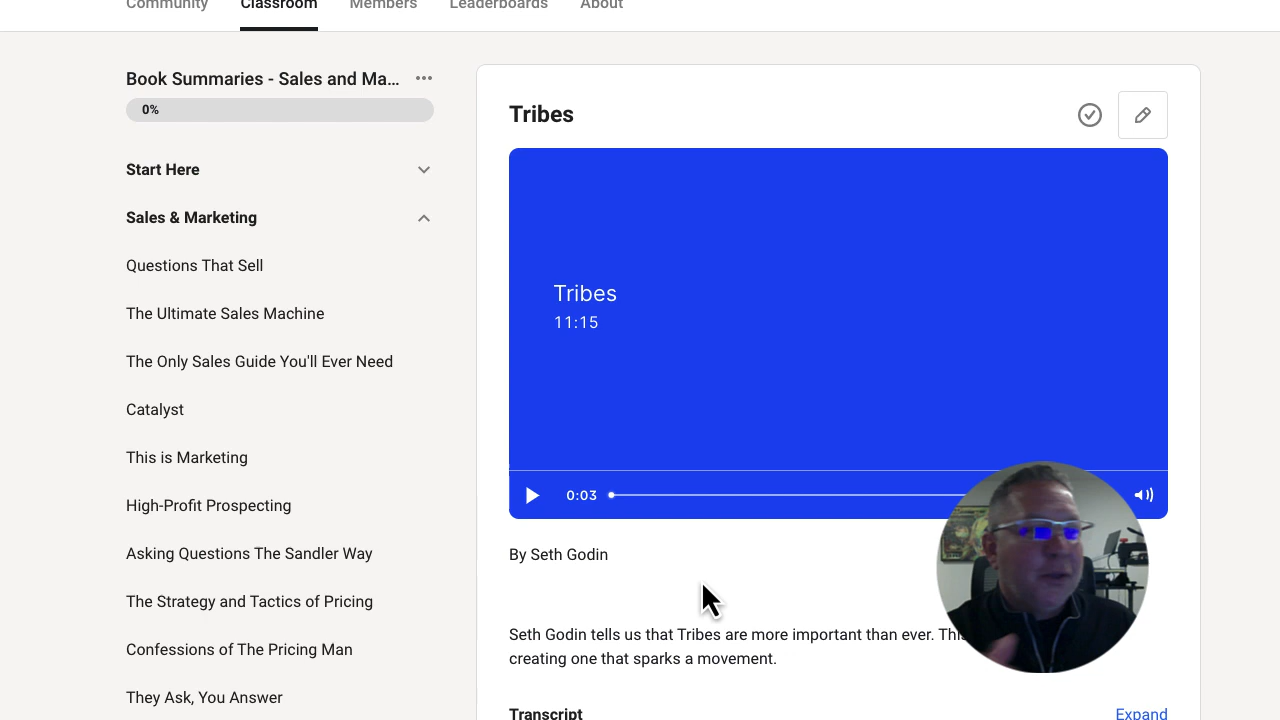 Community Classroom Members Leaderboards About
Book Summaries - Sales and Ma...
0%
Start Here
Sales & Marketing
Questions That Sell
The Ultimate Sales Machine
The Only Sales Guide You'll Ever Need
Catalyst
This is Marketing
High-Profit Prospecting
Asking Questions The Sandler Way
The Strategy and Tactics of Pricing
Confessions of The Pricing Man
They Ask, You Answer
Tribes
Tribes
11:15
0:03
By Seth Godin
Seth Godin tells us that Tribes are more important than ever.
creating one that sparks a movement.
Transcript Expand